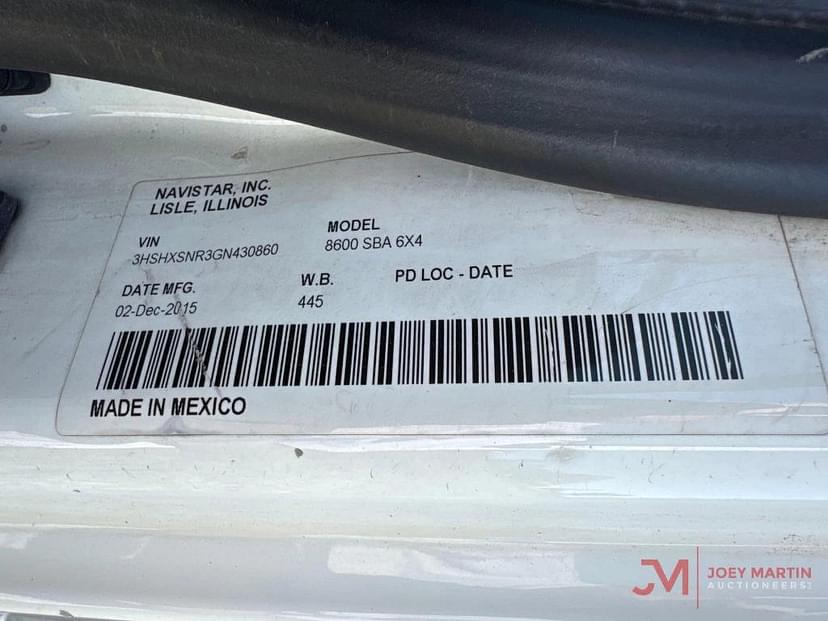 NAVISTAR, INC.
LISLE, ILLINOIS
VIN
3HSHXSNR3GN430860
MODEL
8600 SBA 6X4
DATE MFG.
02-Dec-2015
W.B.
445
PD LOC - DATE
MADE IN MEXICO
JM
JOEY MARTIN
AUCTIONEERS